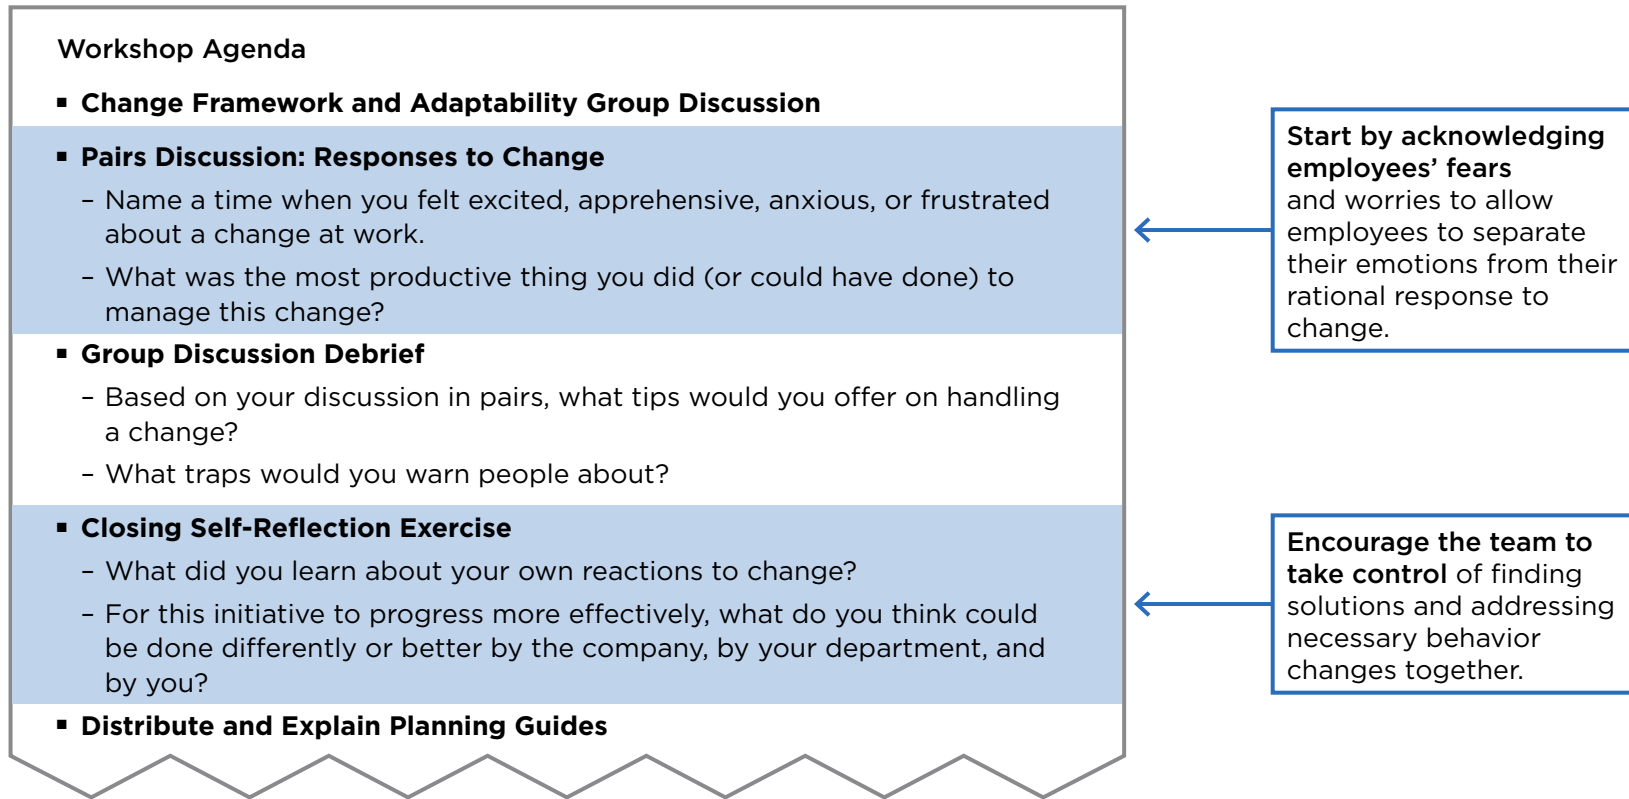 Workshop Agenda
▪ Change Framework and Adaptability Group Discussion
▪ Pairs Discussion: Responses to Change
– Name a time when you felt excited, apprehensive, anxious, or frustrated
about a change at work.
– What was the most productive thing you did (or could have done) to
manage this change?
▪ Group Discussion Debrief
– Based on your discussion in pairs, what tips would you offer on handling
a change?
– What traps would you warn people about?
▪ Closing Self-Reflection Exercise
– What did you learn about your own reactions to change?
– For this initiative to progress more effectively, what do you think could
be done differently or better by the company, by your department, and
by you?
▪ Distribute and Explain Planning Guides
Start by acknowledging
employees’ fears
and worries to allow
employees to separate
their emotions from their
rational response to
change.
Encourage the team to
take control of finding
solutions and addressing
necessary behavior
changes together.